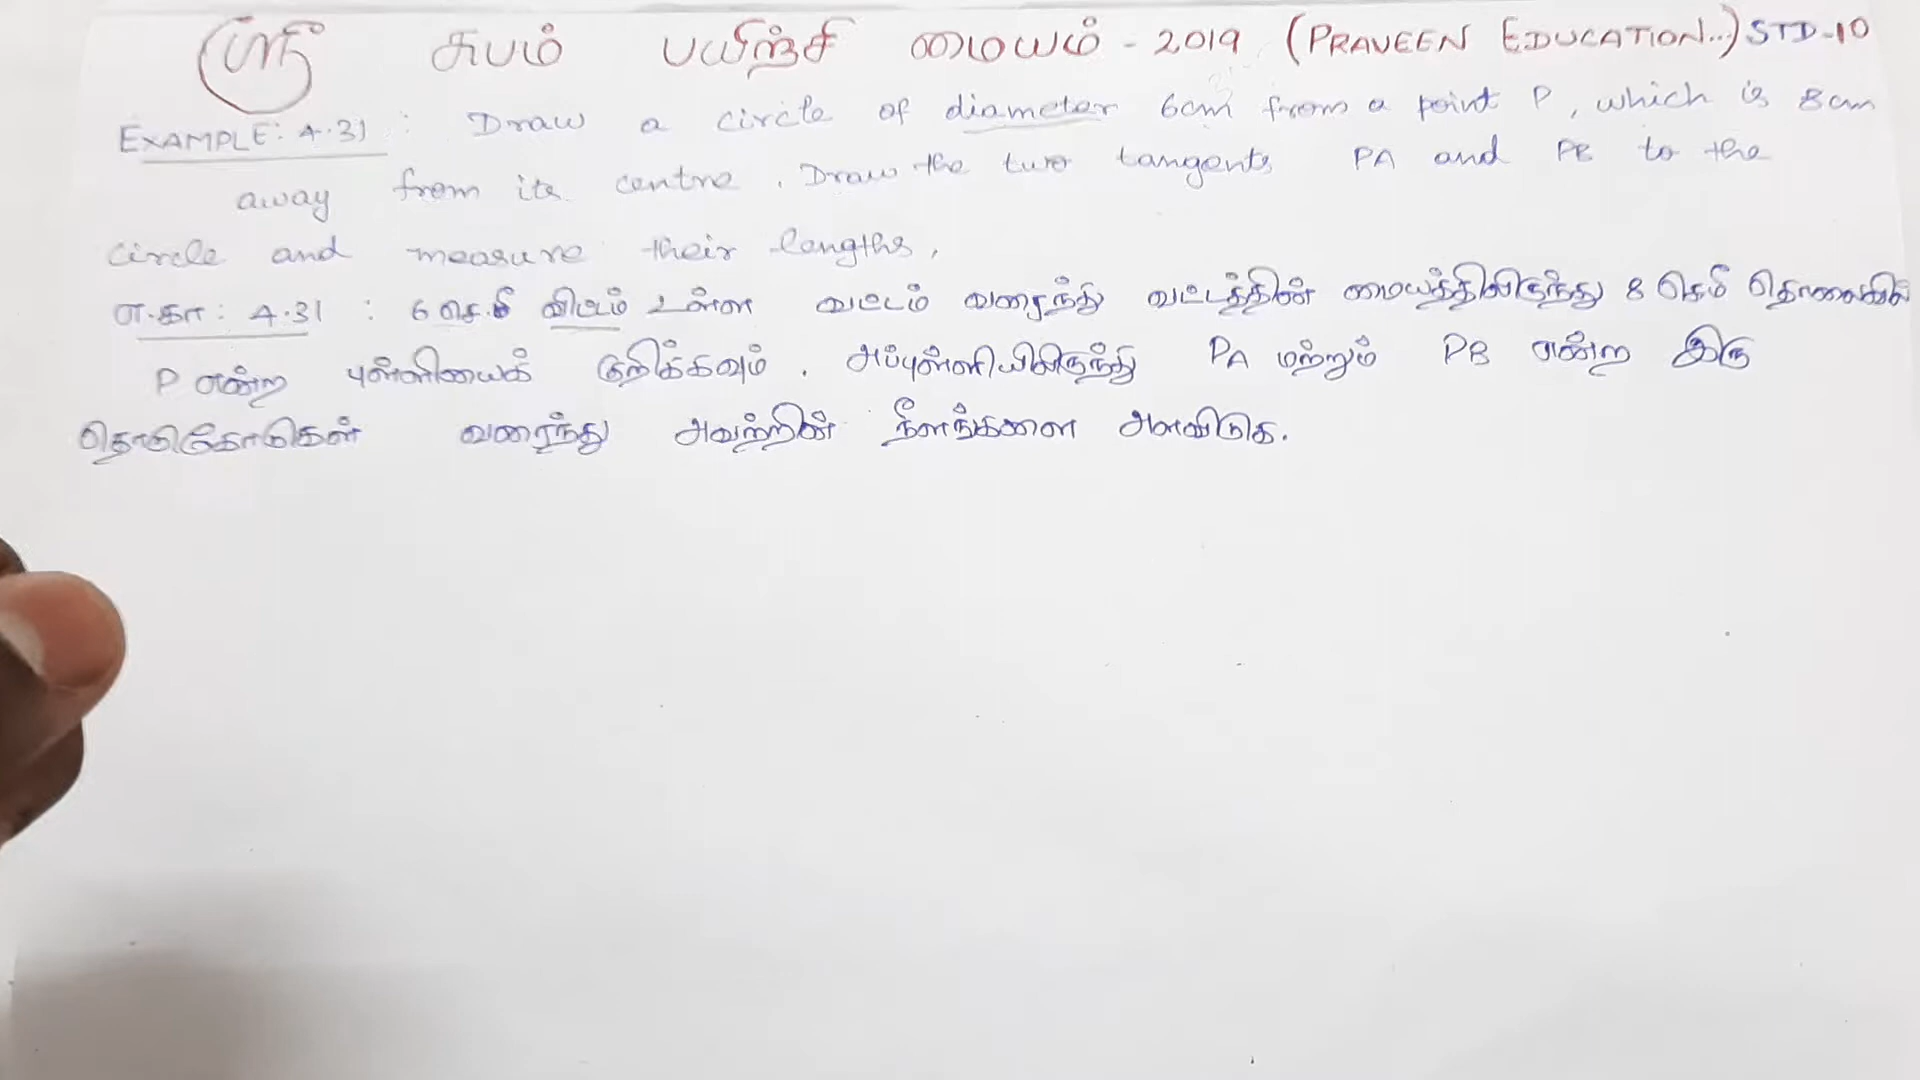 ஸ்ரீ சுபம் பயிற்சி மையம் - 2019 (PRAVEEN EDUCATION...) STD-10
EXAMPLE: 4.31 : Draw a circle of diameter 6cm from a point P, which is 8cm
away from its centre. Draw the two tangents PA and PB to the
circle and measure their lengths,
எ.கா : 4.31 : 6 செ.மீ விட்டம் உள்ள வட்டம் வரைந்து வட்டத்தின் மையத்திலிருந்து 8 செமீ தொலைவில்
P என்ற புள்ளியைக் குறிக்கவும். அப்புள்ளியிலிருந்து PA மற்றும் PB என்ற இரு
தொடுகோடுகள் வரைந்து அவற்றின் நீளங்களை அளவிடுக.